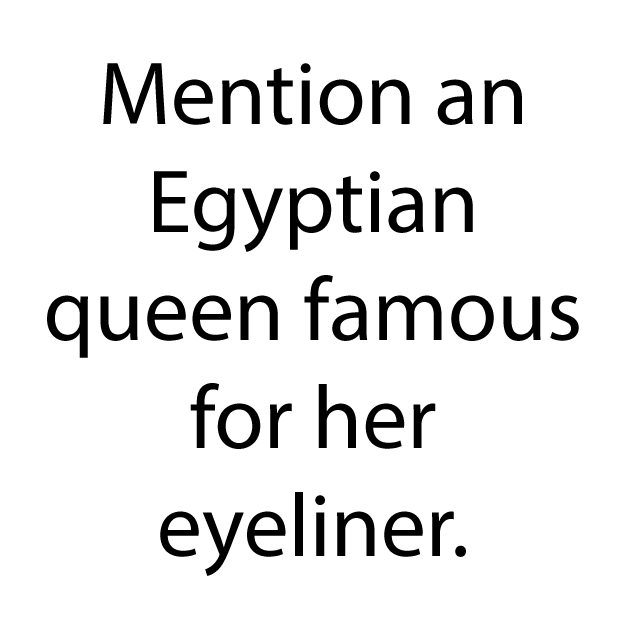 Mention an
Egyptian
queen famous
for her
eyeliner.